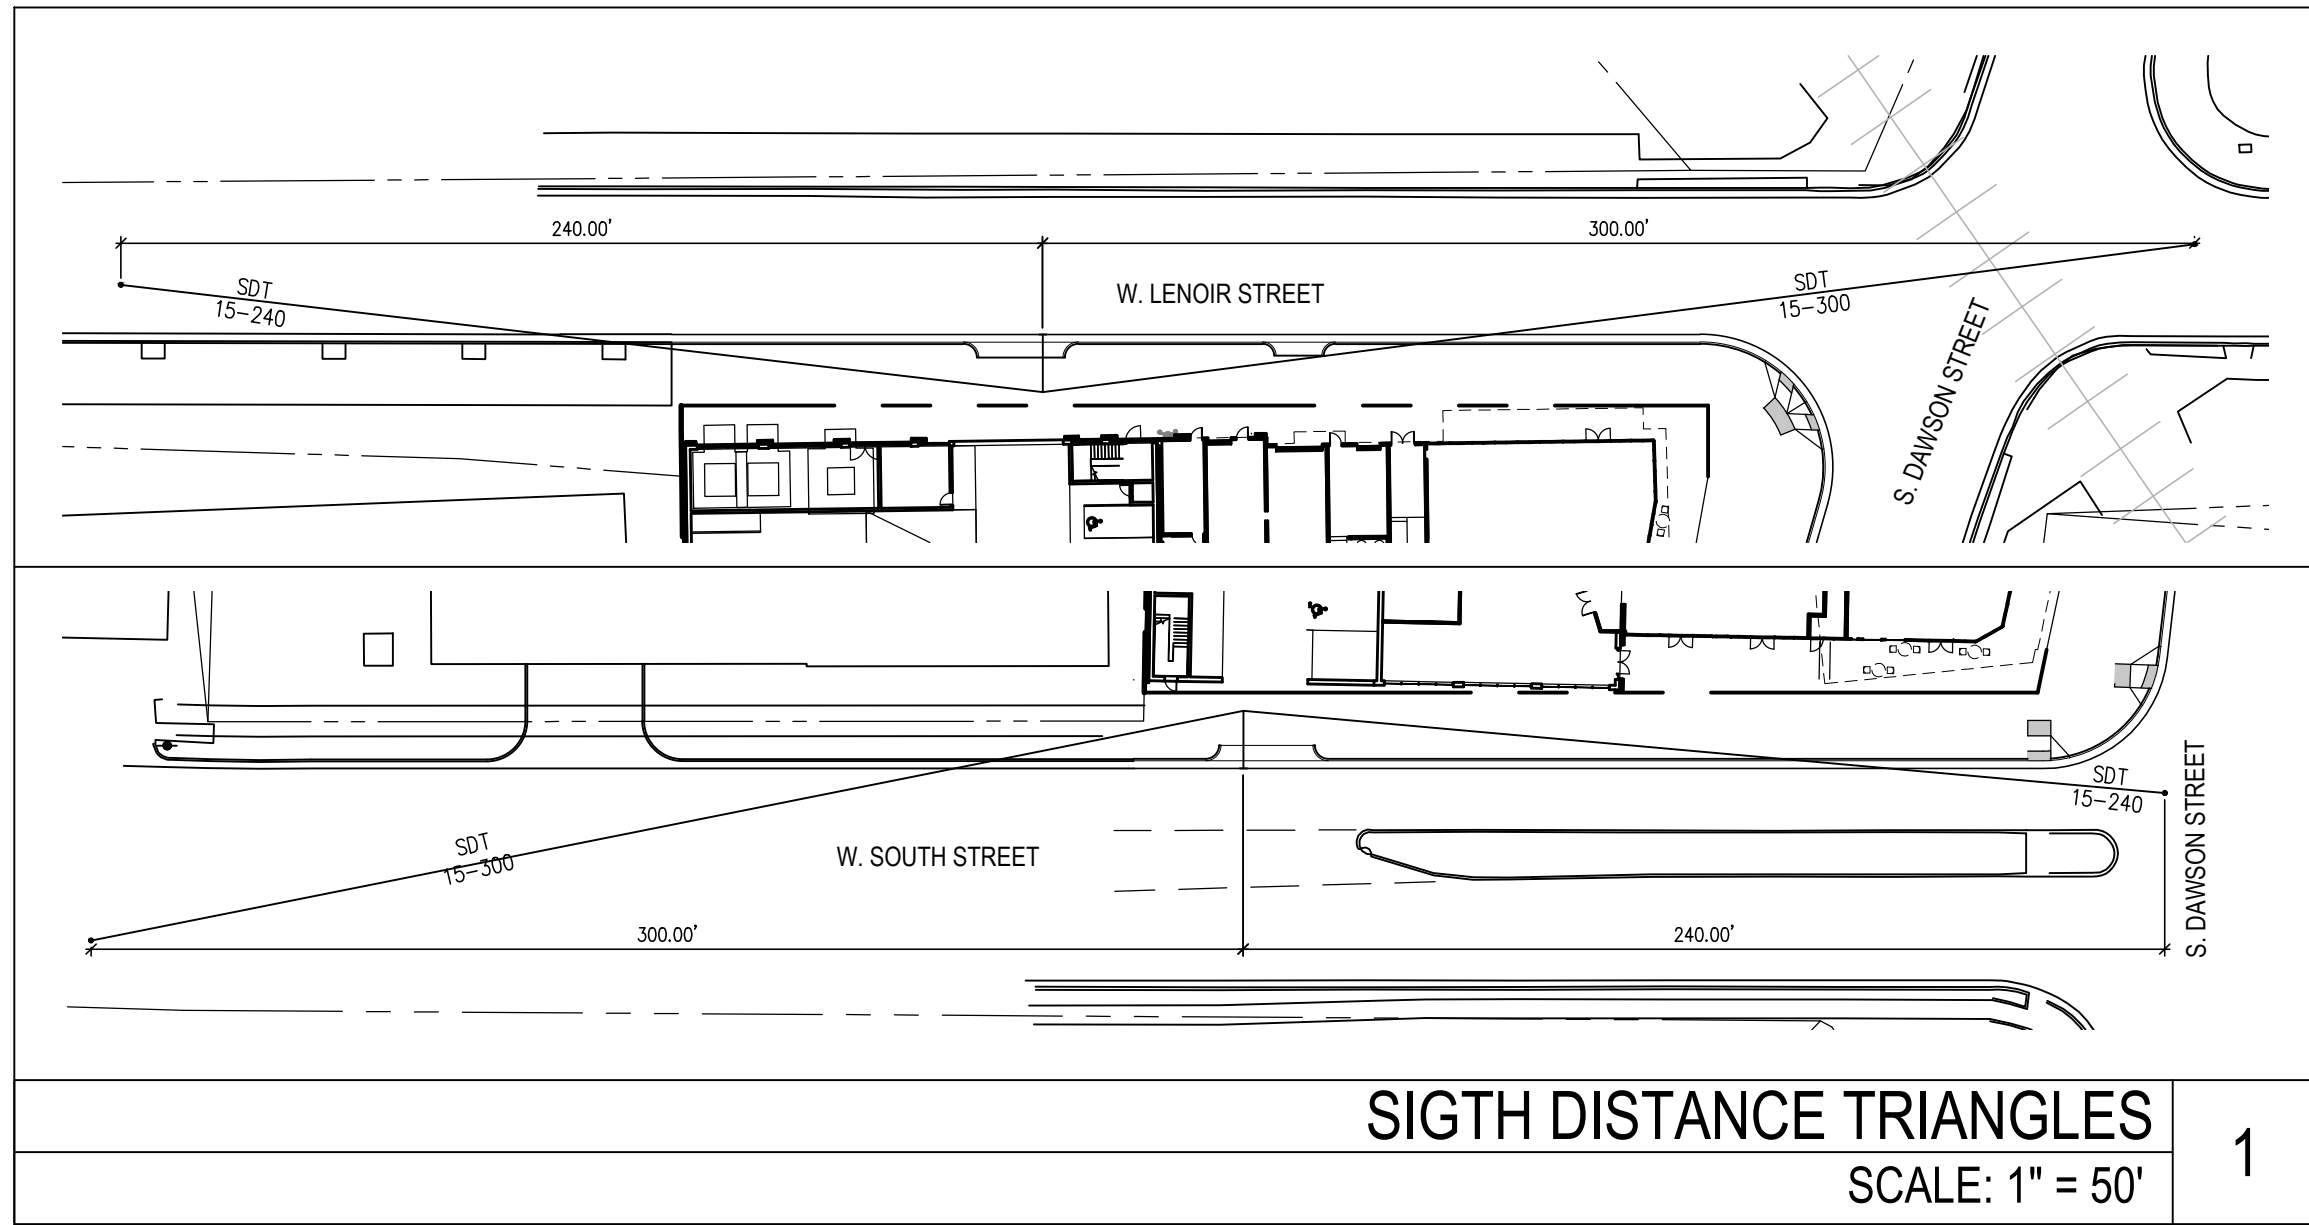 240.00'
300.00'
SDT
15-240
W. LENOIR STREET
SDT
15-300
S. DAWSON STREET
SDT
15-240
S. DAWSON STREET
SDT
15-300
W. SOUTH STREET
300.00'
240.00'
SIGTH DISTANCE TRIANGLES
SCALE: 1" = 50'
1